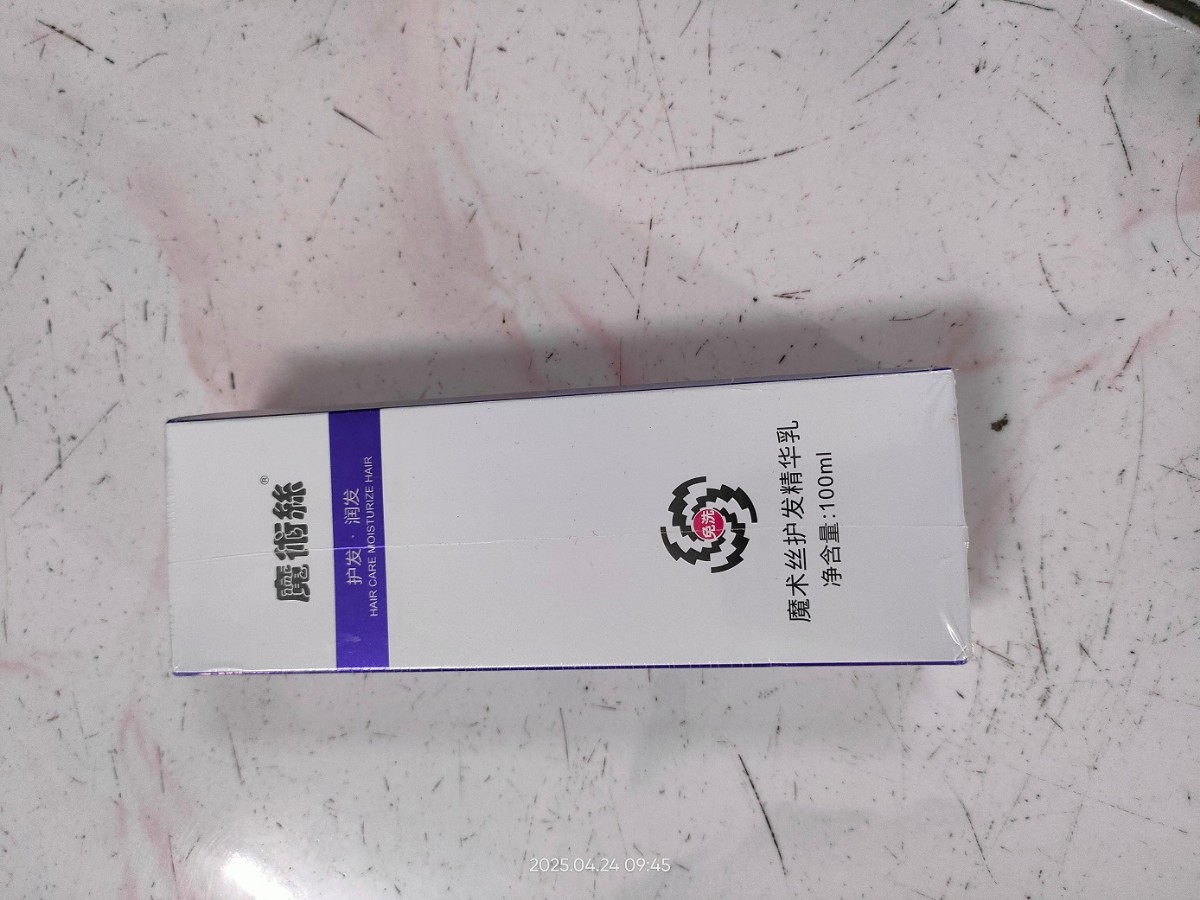 魔術絲®
护发·润发
HAIR CARE MOISTURIZE HAIR
免洗
魔术丝护发精华乳
净含量:100ml
2025.04.24 09:45